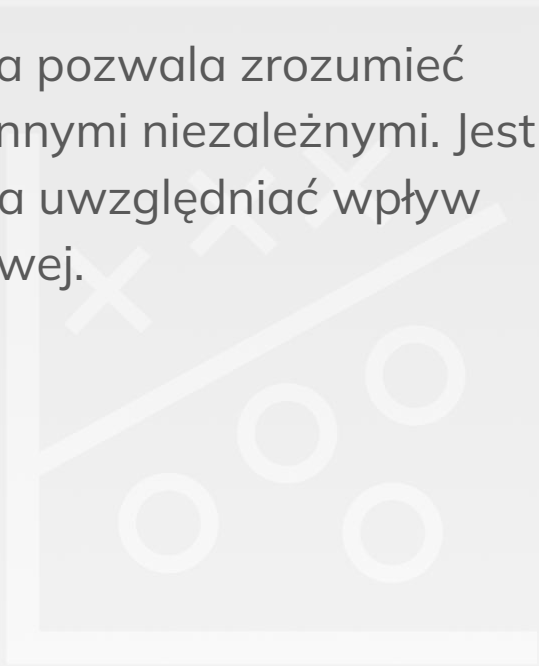 a pozwala zrozumieć
nnymi niezależnymi. Jest
a uwzględniać wpływ
wej.